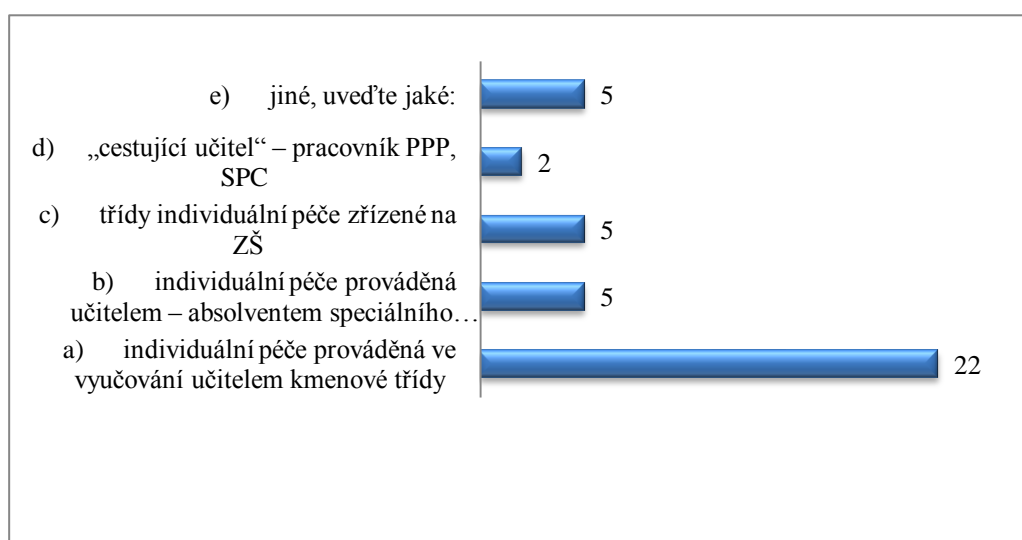 e) jiné, uveďte jaké: 5
d) „cestující učitel“ – pracovník PPP,
SPC 2
c) třídy individuální péče zřízené na
ZŠ 5
b) individuální péče prováděná
učitelem – absolventem speciálního… 5
a) individuální péče prováděná ve
vyučování učitelem kmenové třídy 22